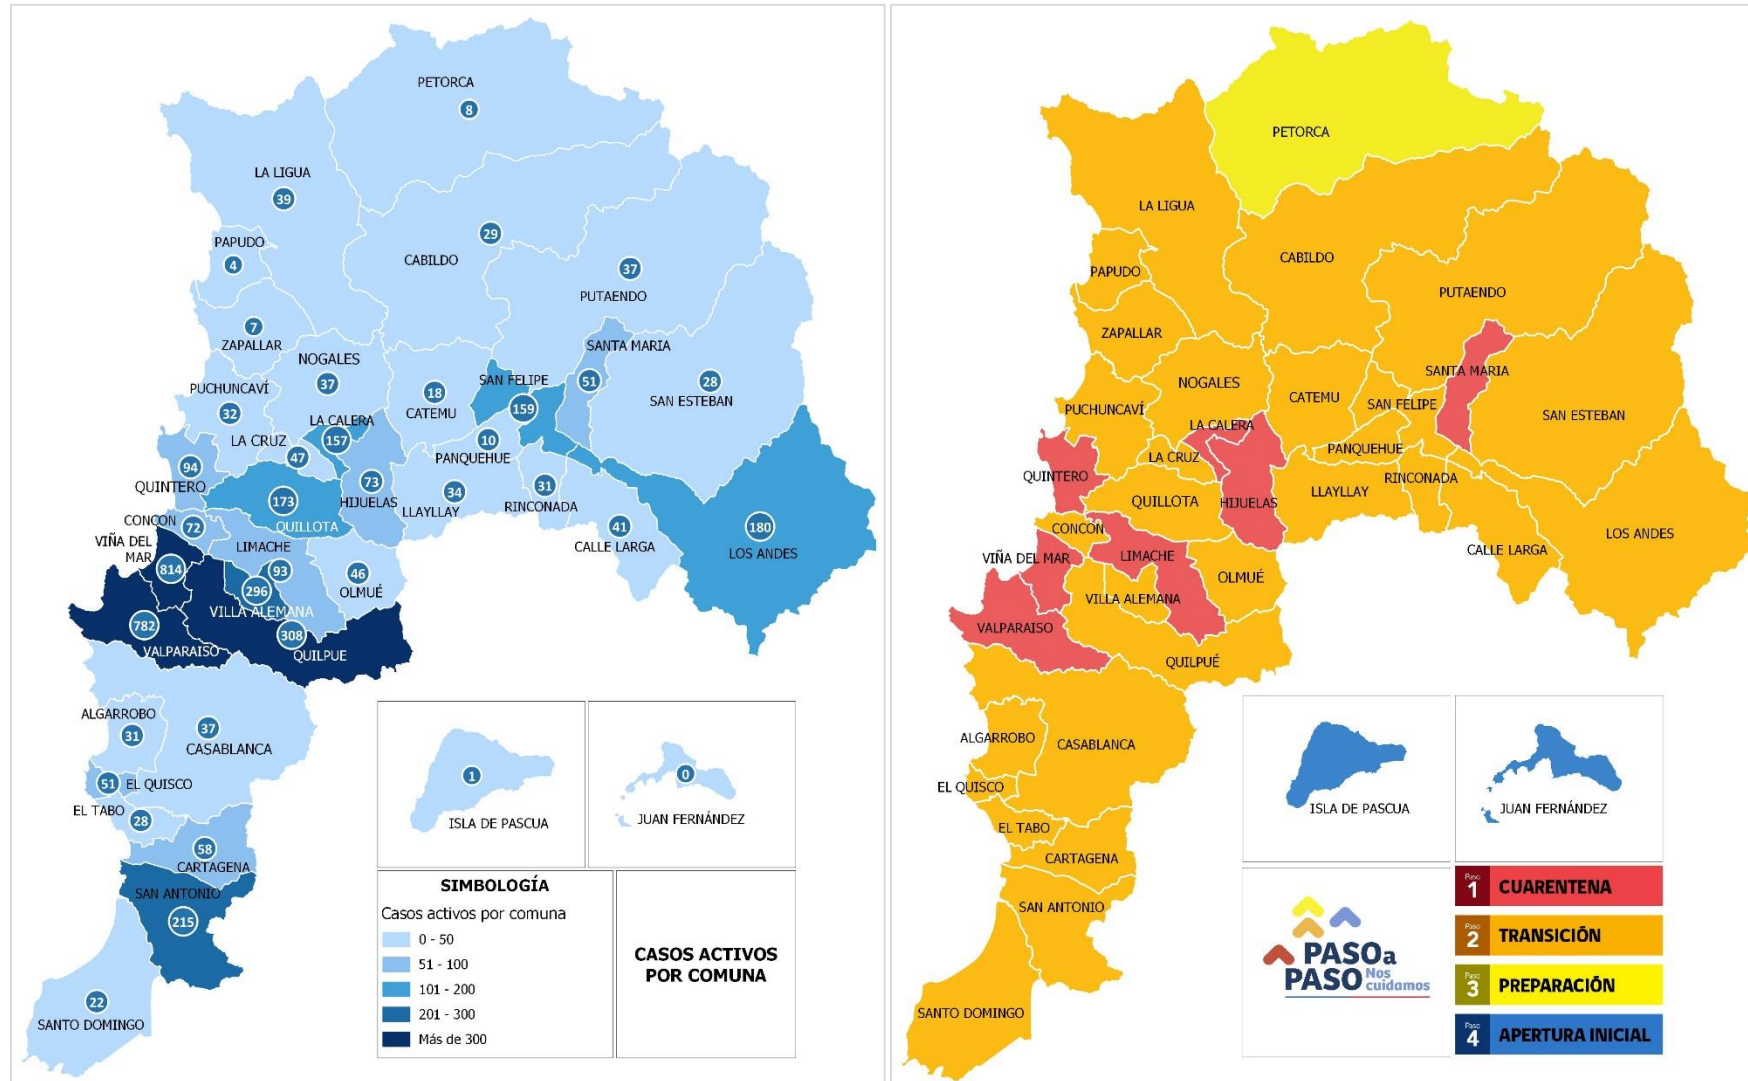 PETORCA
8
LA LIGUA
39
29
CABILDO
PAPUDO
4
37
PUTAENDO
7
ZAPALLAR
NOGALES
37
SANTA MARIA
51
28
SAN ESTEBAN
PUCHUNCAVÍ
32
18
CATEMU
SAN FELIPE
159
LA CALERA
157
LA CRUZ
47
10
PANQUEHUE
94
QUINTERO
73
HIJUELAS
34
LLAYLLAY
31
RINCONADA
173
QUILLOTA
41
CALLE LARGA
180
LOS ANDES
CONCON
72
VIÑA DEL
MAR
814
LIMACHE
93
46
OLMUÉ
296
VILLA ALEMANA
782
VALPARAISO
308
QUILPUE
ALGARROBO
31
37
CASABLANCA
51
EL QUISCO
EL TABO
28
58
CARTAGENA
SAN ANTONIO
215
22
SANTO DOMINGO
1
ISLA DE PASCUA
0
JUAN FERNÁNDEZ
SIMBOLOGÍA
Casos activos por comuna
0 - 50
51 - 100
101 - 200
201 - 300
Más de 300
CASOS ACTIVOS
POR COMUNA
PETORCA
LA LIGUA
CABILDO
PAPUDO
PUTAENDO
ZAPALLAR
NOGALES
SANTA MARIA
CATEMU
SAN FELIPE
PUCHUNCAVÍ
SAN ESTEBAN
LA CALERA
PANQUEHUE
LA CRUZ
QUINTERO
RINCONADA
LLAYLLAY
QUILLOTA
HIJUELAS
CONCÓN
LOS ANDES
VIÑA DEL MAR
LIMACHE
CALLE LARGA
OLMUÉ
VILLA ALEMANA
VALPARAISO
QUILPUÉ
ALGARROBO
CASABLANCA
EL QUISCO
EL TABO
CARTAGENA
SAN ANTONIO
SANTO DOMINGO
ISLA DE PASCUA
JUAN FERNÁNDEZ
PASO a
PASO Nos
cuidamos
Paso
1 CUARENTENA
Paso
2 TRANSICIÓN
Paso
3 PREPARACIÓN
Paso
4 APERTURA INICIAL